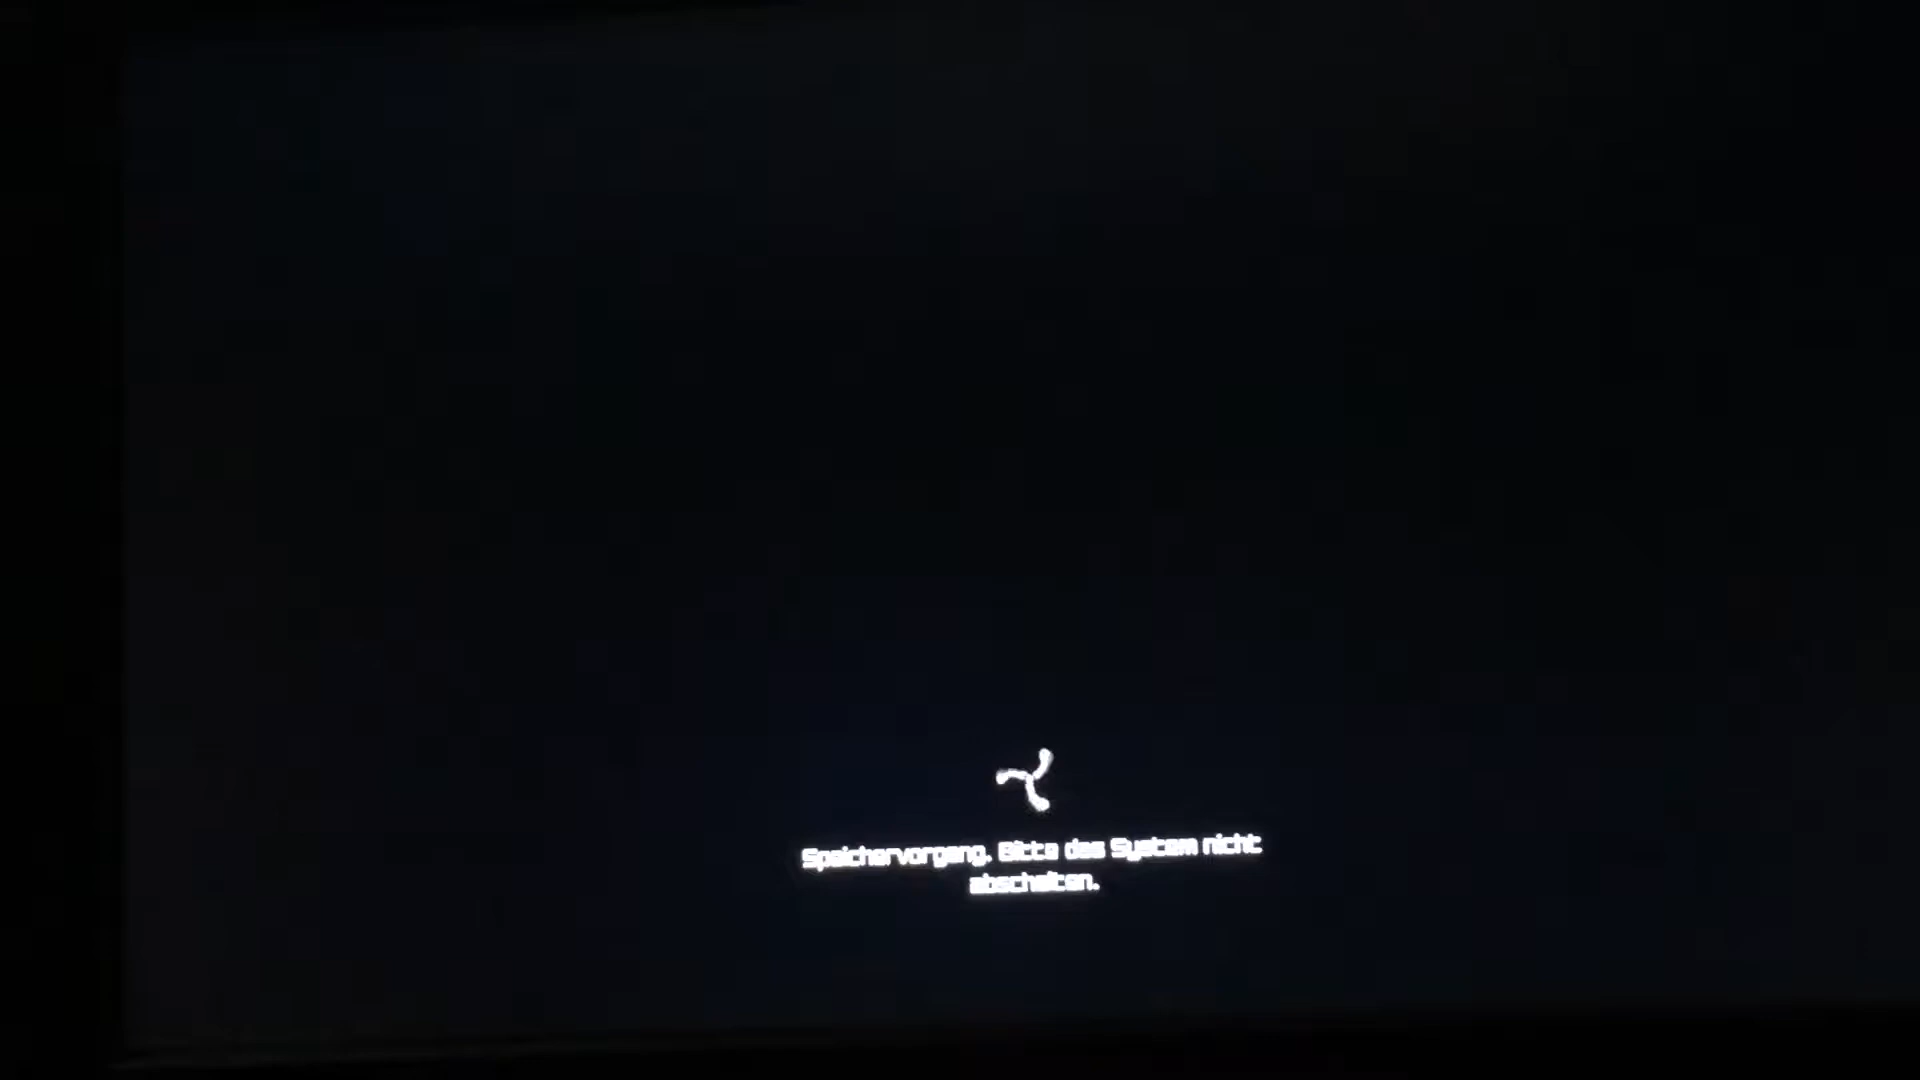 Speichervorgang. Bitte das System nicht
abschalten.